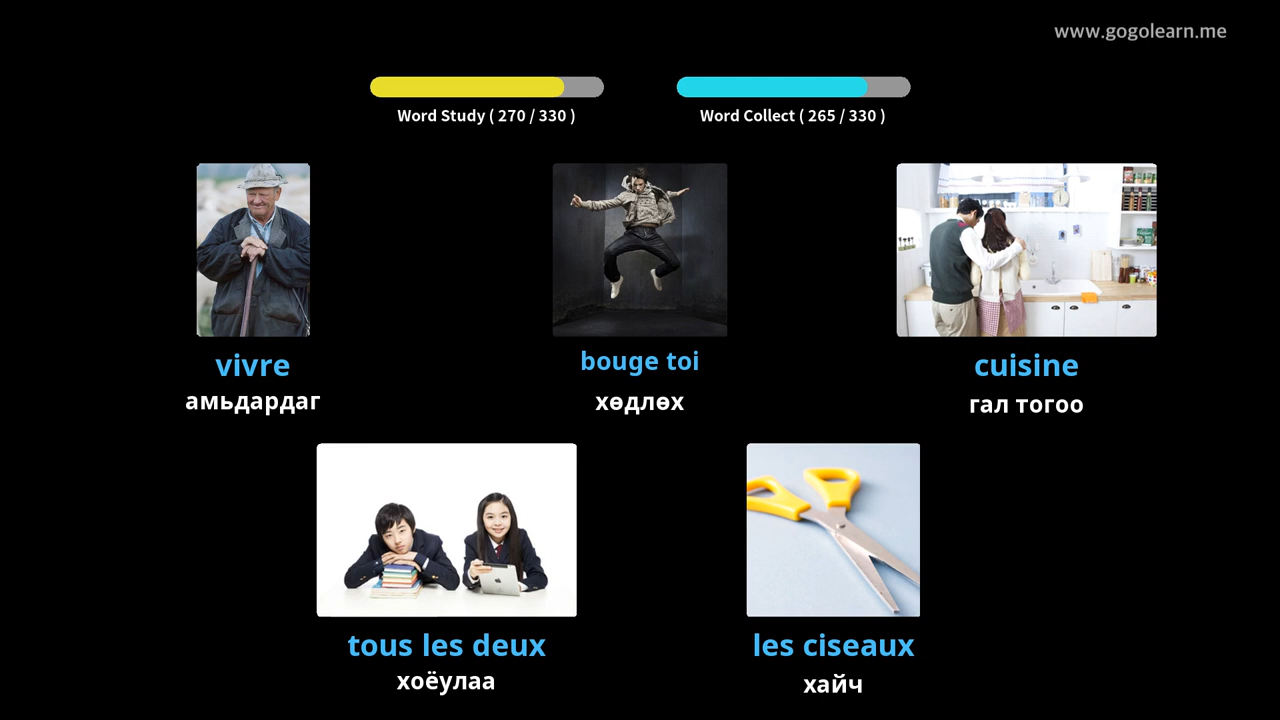 www.gogolearn.me
Word Study ( 270 / 330 )
Word Collect ( 265 / 330 )
vivre
амьдардаг
bouge toi
хөдлөх
cuisine
гал тогоо
tous les deux
хоёулаа
les ciseaux
хайч